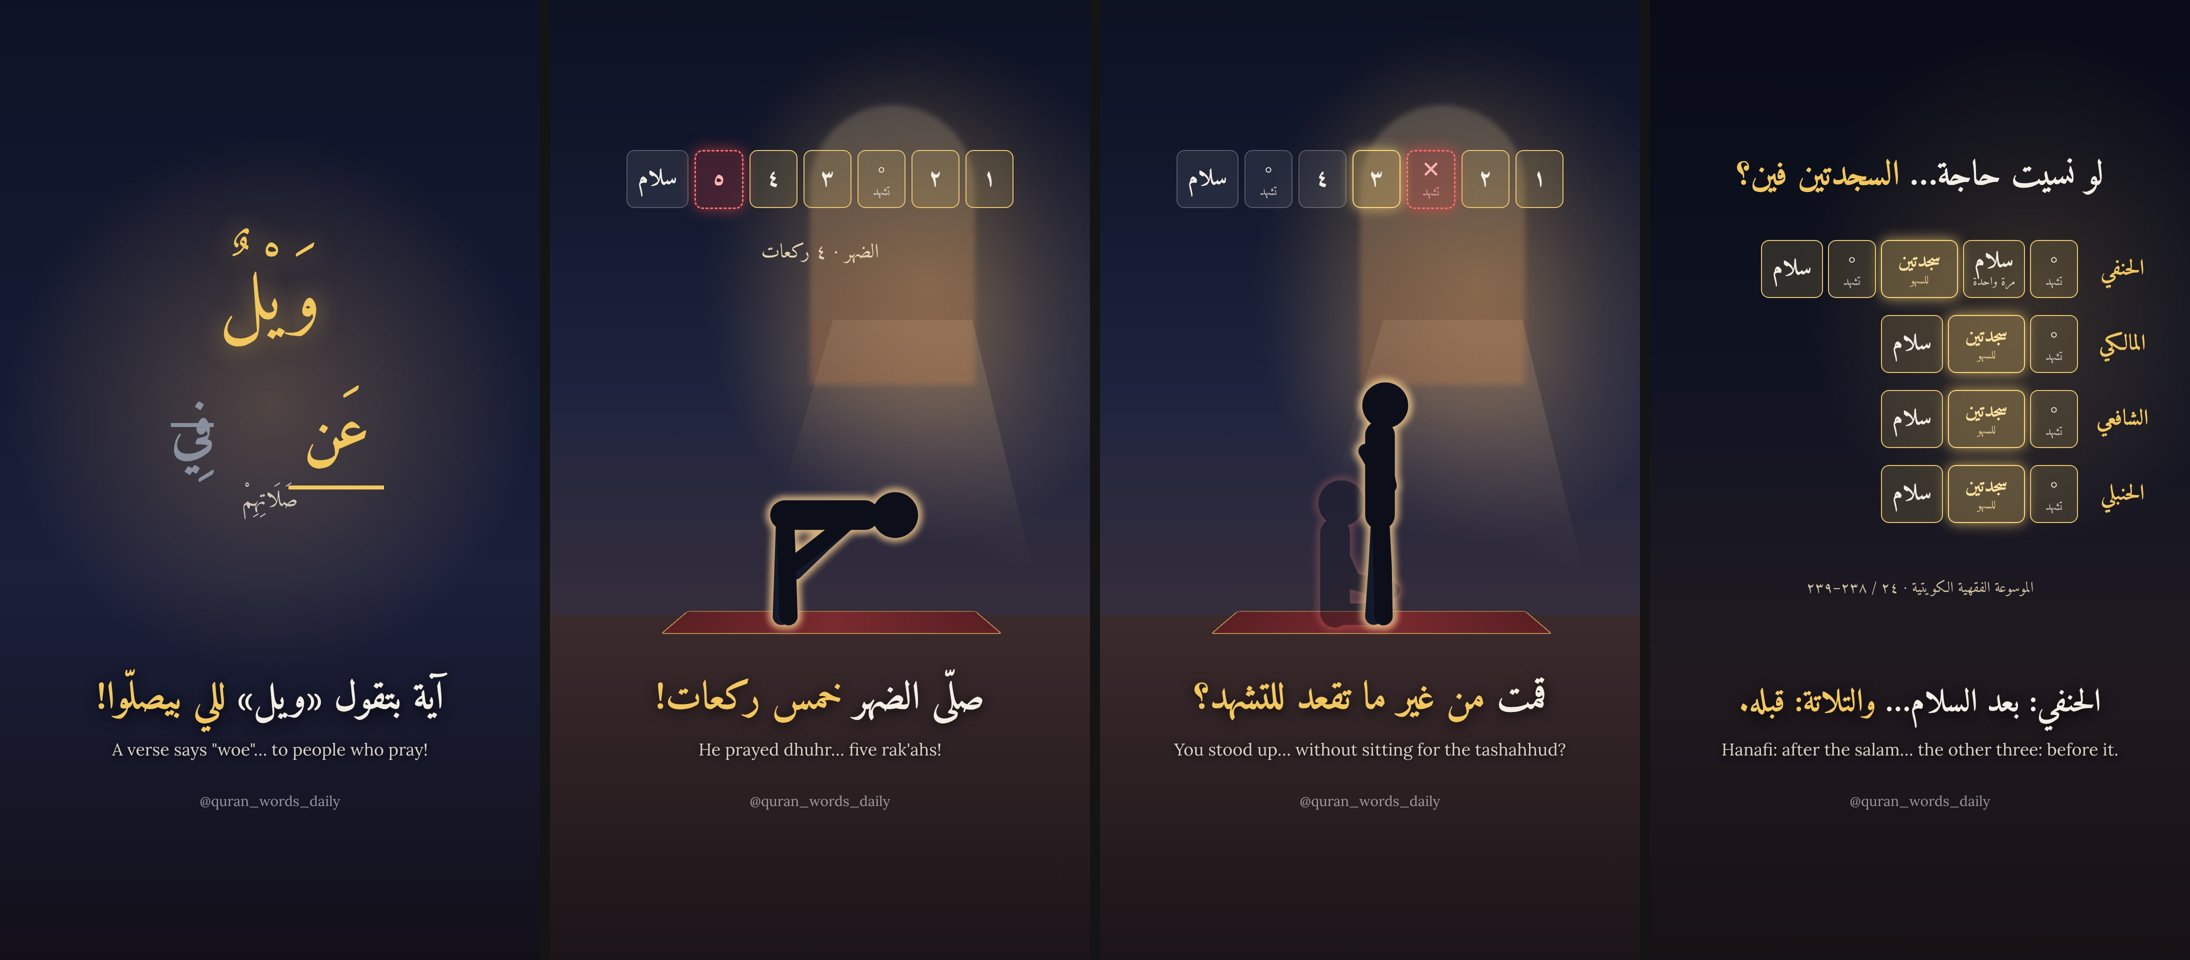 وَيْلٌ
عَن فِي
صَلَاتِهِمْ
آية بتقول «ويل» للي بيصلّوا!
A verse says "woe"... to people who pray!
@quran_words_daily
١ ٢ ° تشهد ٣ ٤ ٥ سلام
الضهر · ٤ ركعات
صلّى الضهر خمس ركعات!
He prayed dhuhr... five rak'ahs!
@quran_words_daily
١ ٢ × تشهد ٣ ٤ ° تشهد سلام
قمت من غير ما تقعد للتشهد؟
You stood up... without sitting for the tashahhud?
@quran_words_daily
لو نسيت حاجة... السجدتين فين؟
الحنفي ° تشهد سلام مرة واحدة سجدتين للسهو ° تشهد سلام
المالكي ° تشهد سجدتين للسهو سلام
الشافعي ° تشهد سجدتين للسهو سلام
الحنبلي ° تشهد سجدتين للسهو سلام
الموسوعة الفقهية الكويتية · ٢٤ / ٢٣٨–٢٣٩
الحنفي: بعد السلام... والتلاتة: قبله.
Hanafi: after the salam... the other three: before it.
@quran_words_daily